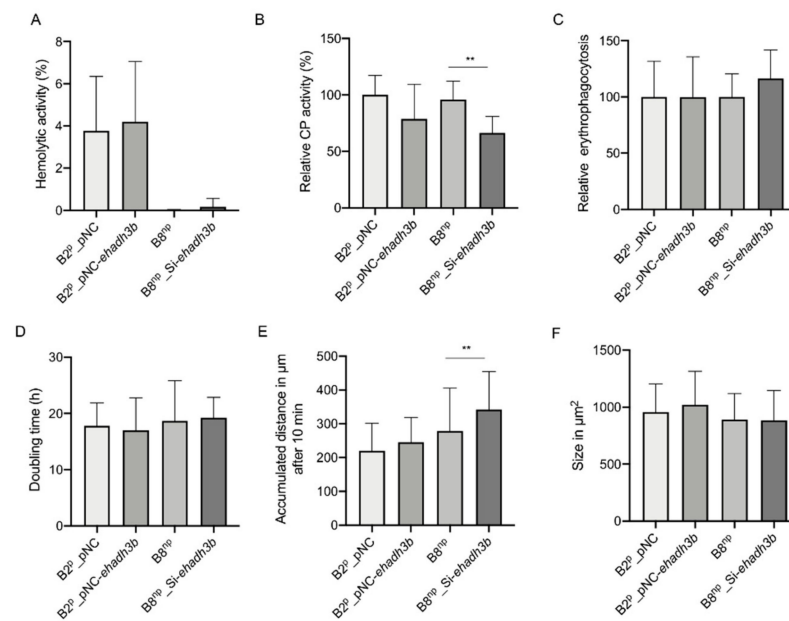 A
Hemolytic activity (%)
8
6
4
2
0
B2ᵖ_pNC
B2ᵖ_pNC-ehadh3b
B8ⁿᵖ
B8ⁿᵖ_Si-ehadh3b
B
Relative CP activity (%)
150
100
50
0
**
B2ᵖ_pNC
B2ᵖ_pNC-ehadh3b
B8ⁿᵖ
B8ⁿᵖ_Si-ehadh3b
C
Relative erythrophagocytosis
150
100
50
0
B2ᵖ_pNC
B2ᵖ_pNC-ehadh3b
B8ⁿᵖ
B8ⁿᵖ_Si-ehadh3b
D
Doubling time (h)
30
20
10
0
B2ᵖ_pNC
B2ᵖ_pNC-ehadh3b
B8ⁿᵖ
B8ⁿᵖ_Si-ehadh3b
E
Accumulated distance in µm
after 10 min
500
400
300
200
100
0
**
B2ᵖ_pNC
B2ᵖ_pNC-ehadh3b
B8ⁿᵖ
B8ⁿᵖ_Si-ehadh3b
F
Size in µm²
1500
1000
500
0
B2ᵖ_pNC
B2ᵖ_pNC-ehadh3b
B8ⁿᵖ
B8ⁿᵖ_Si-ehadh3b